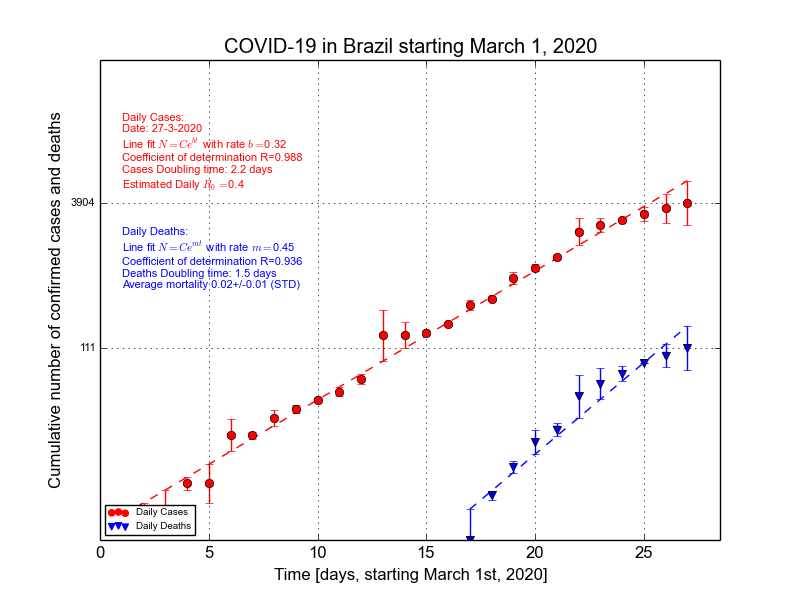 COVID-19 in Brazil starting March 1, 2020
Daily Cases:
Date: 27-3-2020
Line fit N = Ce^{bt} with rate b = 0.32
Coefficient of determination R=0.988
Cases Doubling time: 2.2 days
Estimated Daily R_0 = 0.4
Daily Deaths:
Line fit N = Ce^{mt} with rate m = 0.45
Coefficient of determination R=0.936
Deaths Doubling time: 1.5 days
Average mortality 0.02+/-0.01 (STD)
Cumulative number of confirmed cases and deaths
3904
111
Daily Cases
Daily Deaths
0 5 10 15 20 25
Time [days, starting March 1st, 2020]